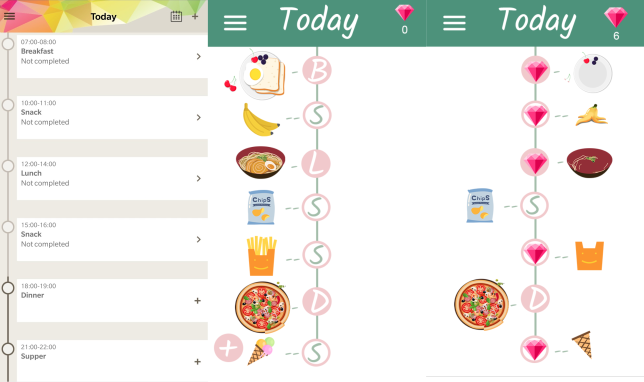 Today
+
07:00-08:00
Breakfast
Not completed
10:00-11:00
Snack
Not completed
12:00-14:00
Lunch
Not completed
15:00-16:00
Snack
Not completed
18:00-19:00
Dinner
+
21:00-22:00
Supper
+
Today
0
B
S
L
ChipS
S
S
D
+
S
Today
6
ChipS
S
D